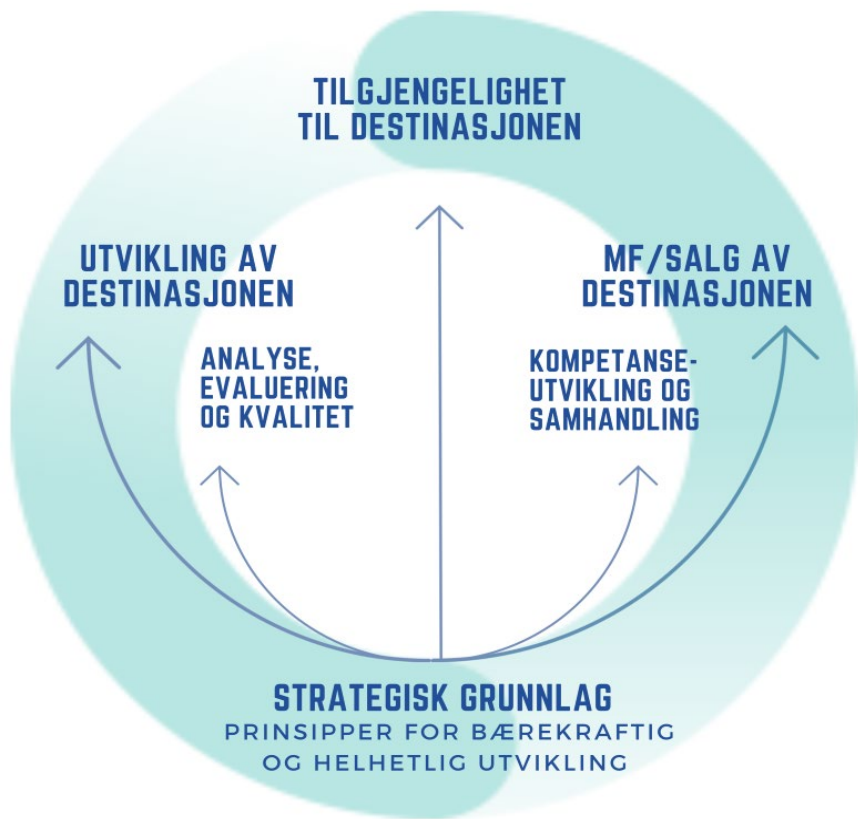 TILGJENGELIGHET
TIL DESTINASJONEN
UTVIKLING AV
DESTINASJONEN
MF/SALG AV
DESTINASJONEN
ANALYSE,
EVALUERING
OG KVALITET
KOMPETANSE-
UTVIKLING OG
SAMHANDLING
STRATEGISK GRUNNLAG
PRINSIPPER FOR BÆREKRAFTIG
OG HELHETLIG UTVIKLING